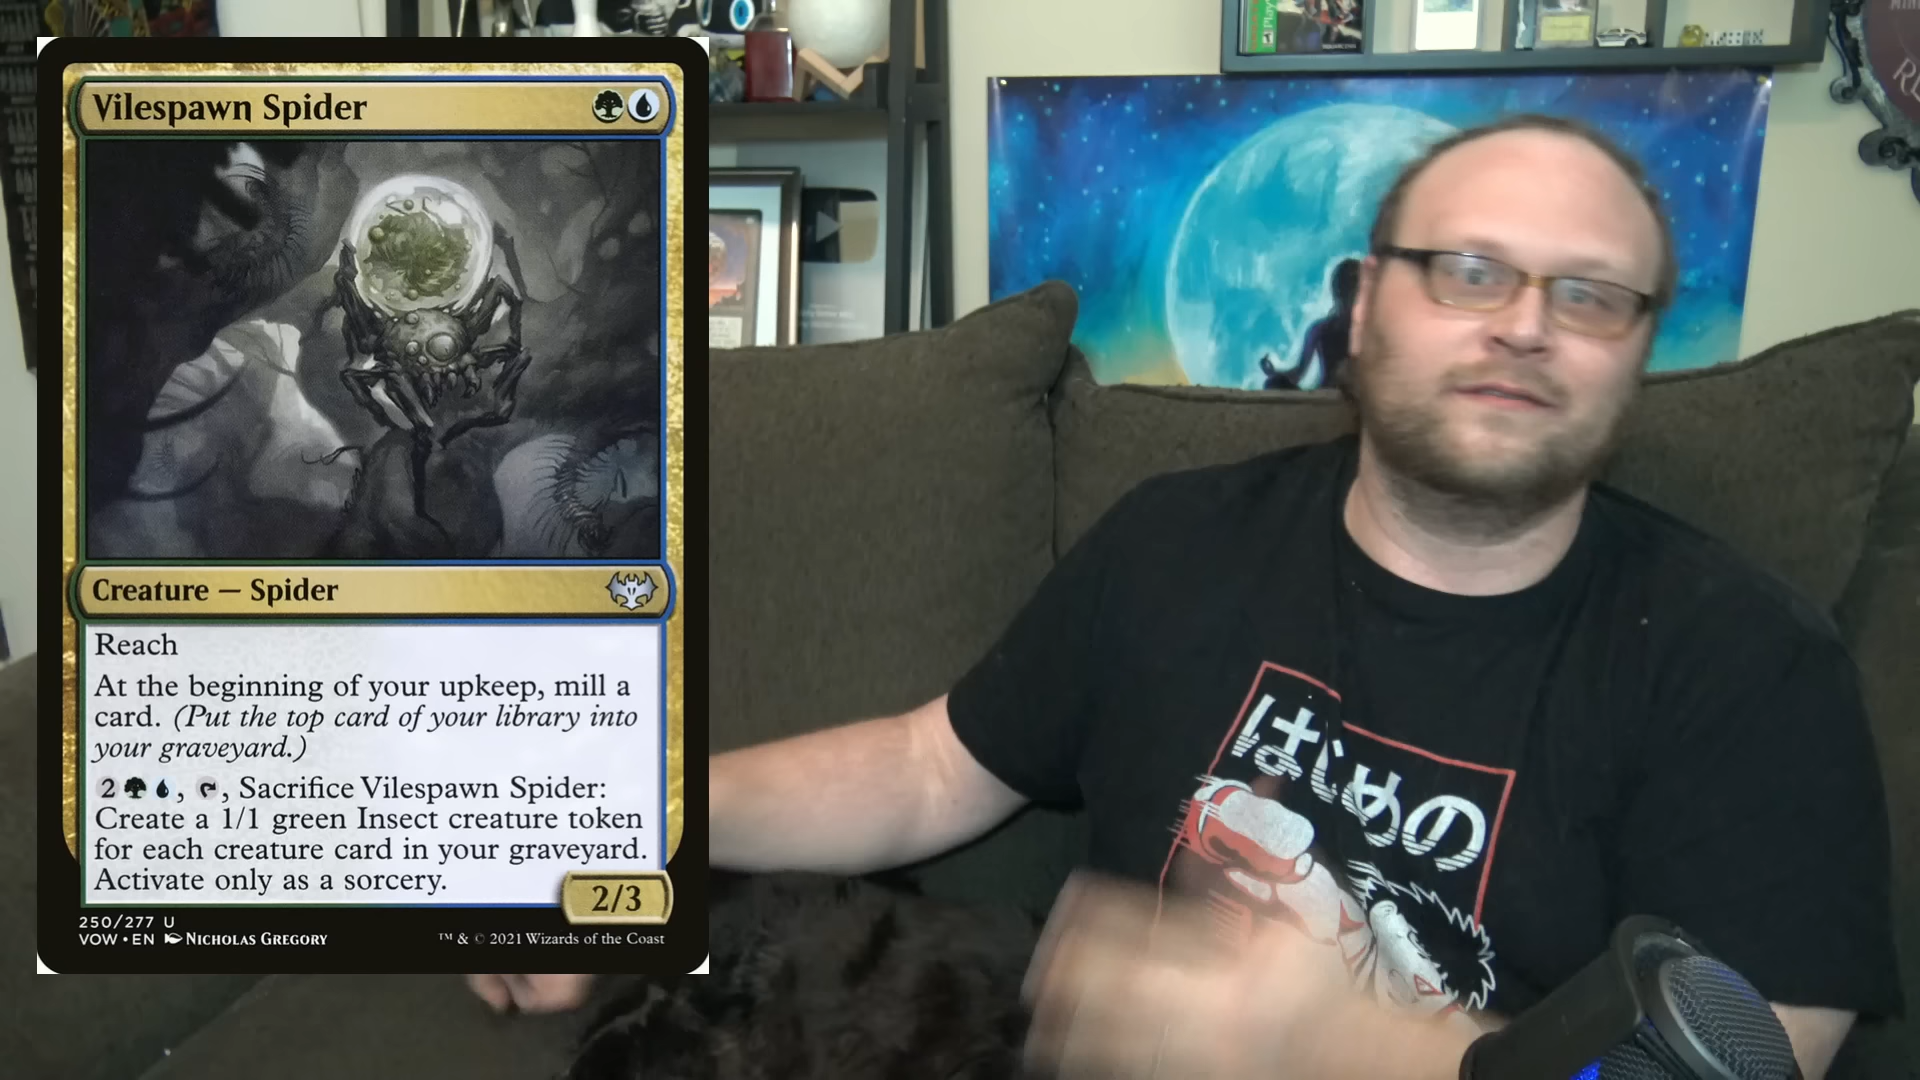 Vilespawn Spider
Creature — Spider
Reach
At the beginning of your upkeep, mill a
card. (Put the top card of your library into
your graveyard.)
2 , , Sacrifice Vilespawn Spider:
Create a 1/1 green Insect creature token
for each creature card in your graveyard.
Activate only as a sorcery.
2/3
250/277 U
VOW • EN NICHOLAS GREGORY
™ & © 2021 Wizards of the Coast
はじめの